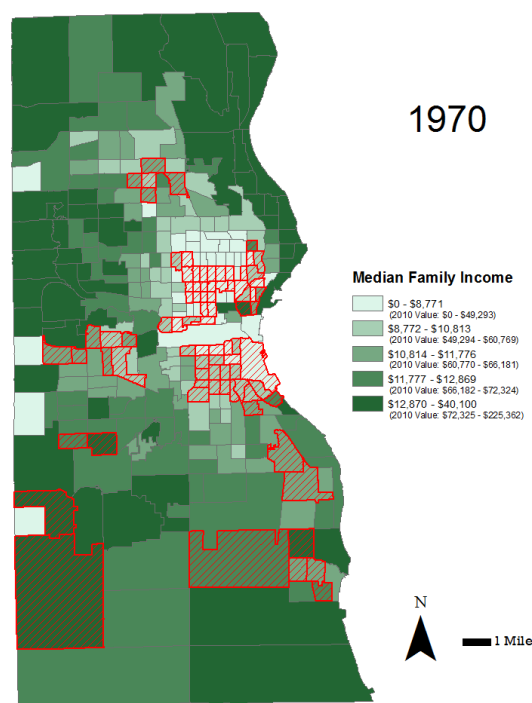 1970
Median Family Income
$0 - $8,771
(2010 Value: $0 - $49,293)
$8,772 - $10,813
(2010 Value: $49,294 - $60,769)
$10,814 - $11,776
(2010 Value: $60,770 - $66,181)
$11,777 - $12,869
(2010 Value: $66,182 - $72,324)
$12,870 - $40,100
(2010 Value: $72,325 - $225,362)
N
1 Mile